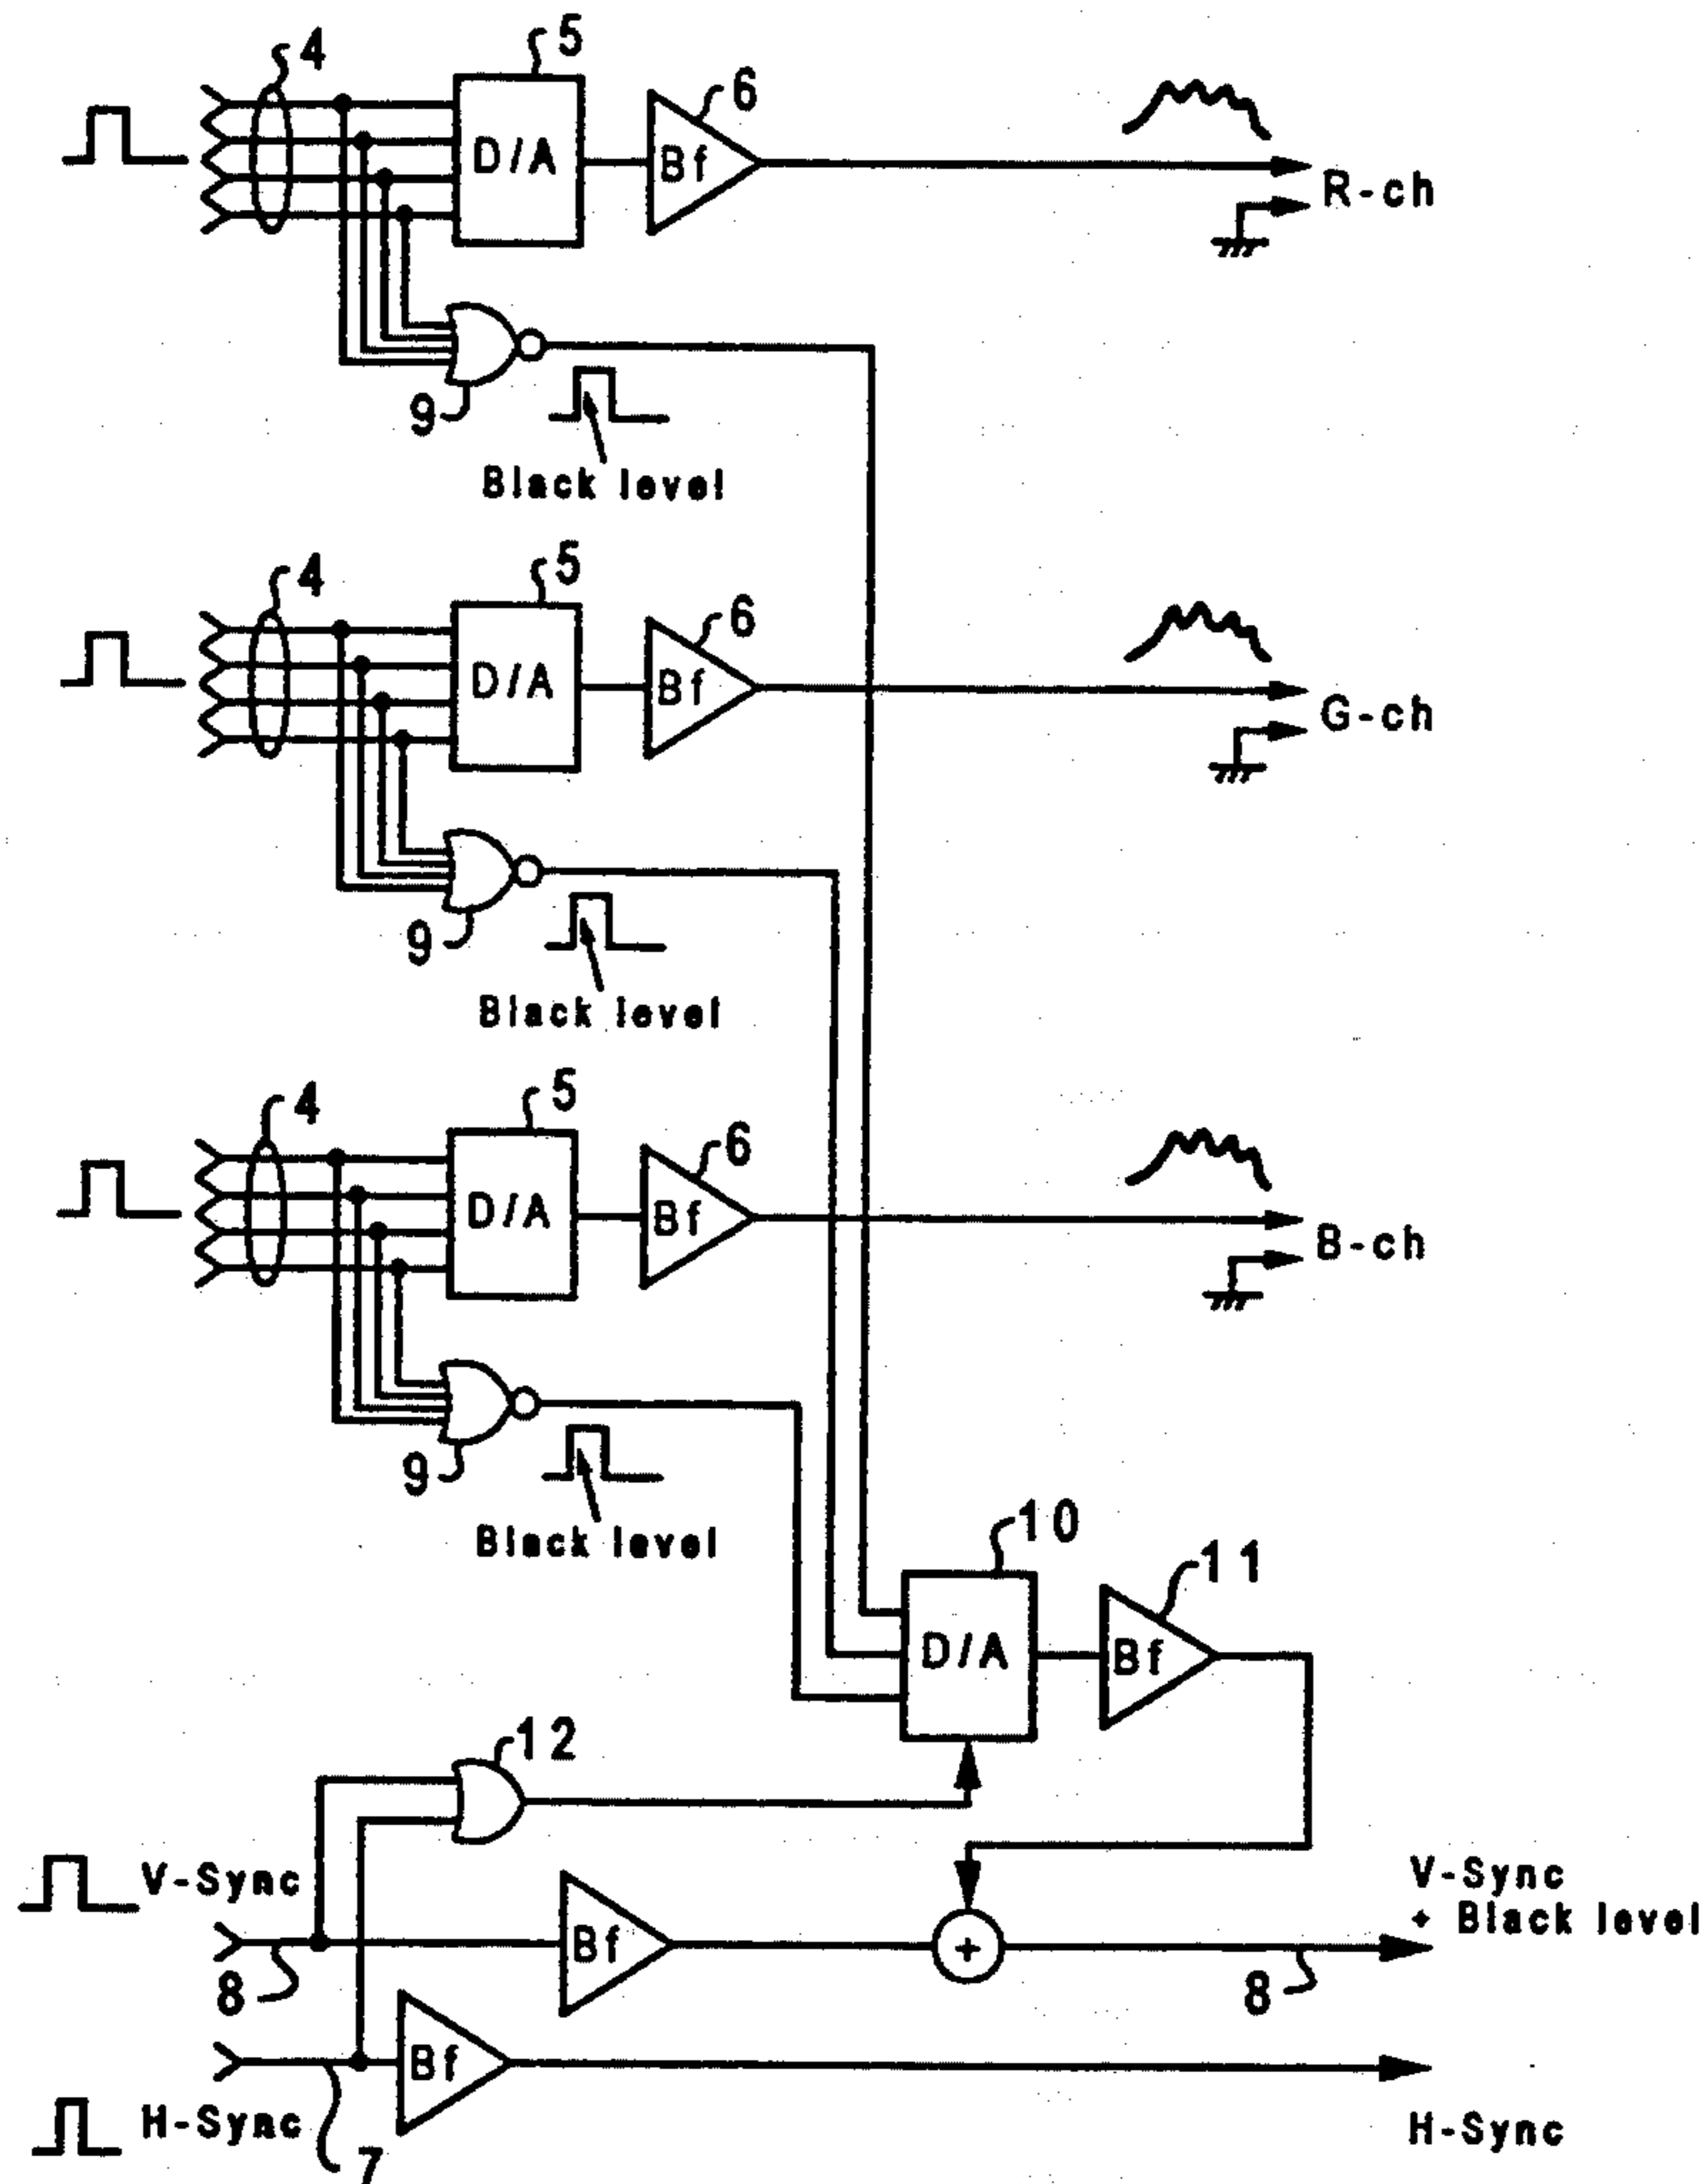 4
5
6
D/A
Bf
R-ch
9
Black level
4
5
6
D/A
Bf
G-ch
9
Black level
4
5
6
D/A
Bf
B-ch
9
Black level
10
11
D/A
Bf
12
V-Sync
V-Sync
+ Black level
Bf
+
8
8
Bf
H-Sync
H-Sync
7